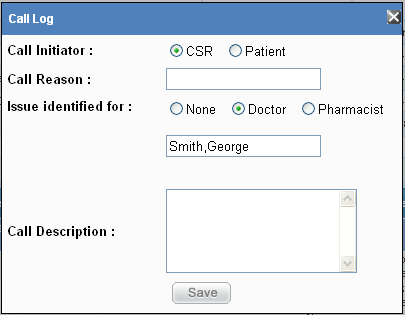 Call Log
Call Initiator : CSR Patient
Call Reason :
Issue identified for : None Doctor Pharmacist
Smith,George
Call Description :
Save